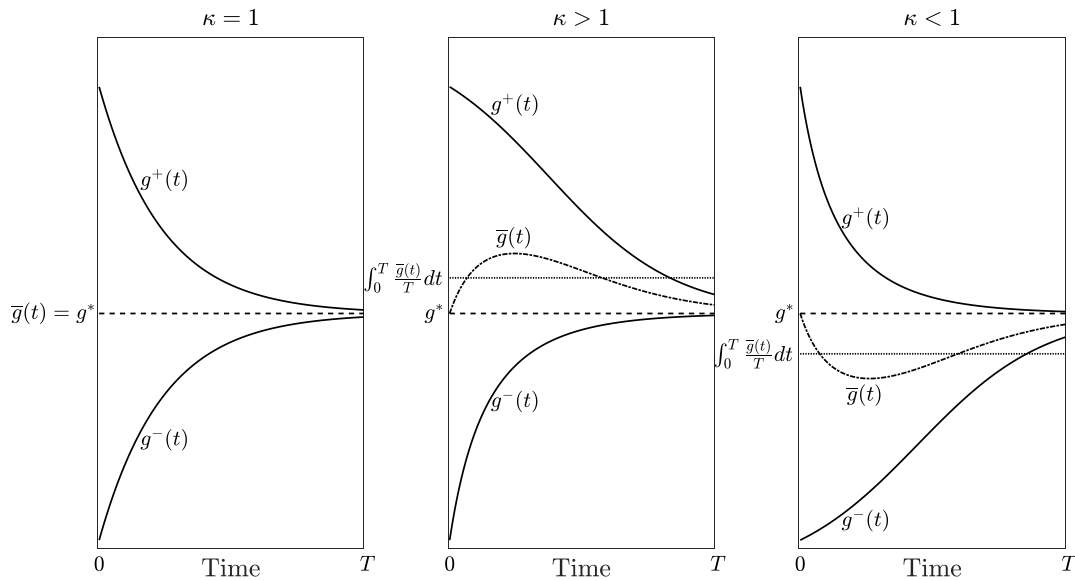 κ = 1
g⁺(t)
ḡ(t) = g*
g⁻(t)
0
Time
T
κ > 1
g⁺(t)
ḡ(t)
∫₀ᵀ ḡ(t)/T dt
g*
g⁻(t)
0
Time
T
κ < 1
g⁺(t)
g*
∫₀ᵀ ḡ(t)/T dt
ḡ(t)
g⁻(t)
0
Time
T